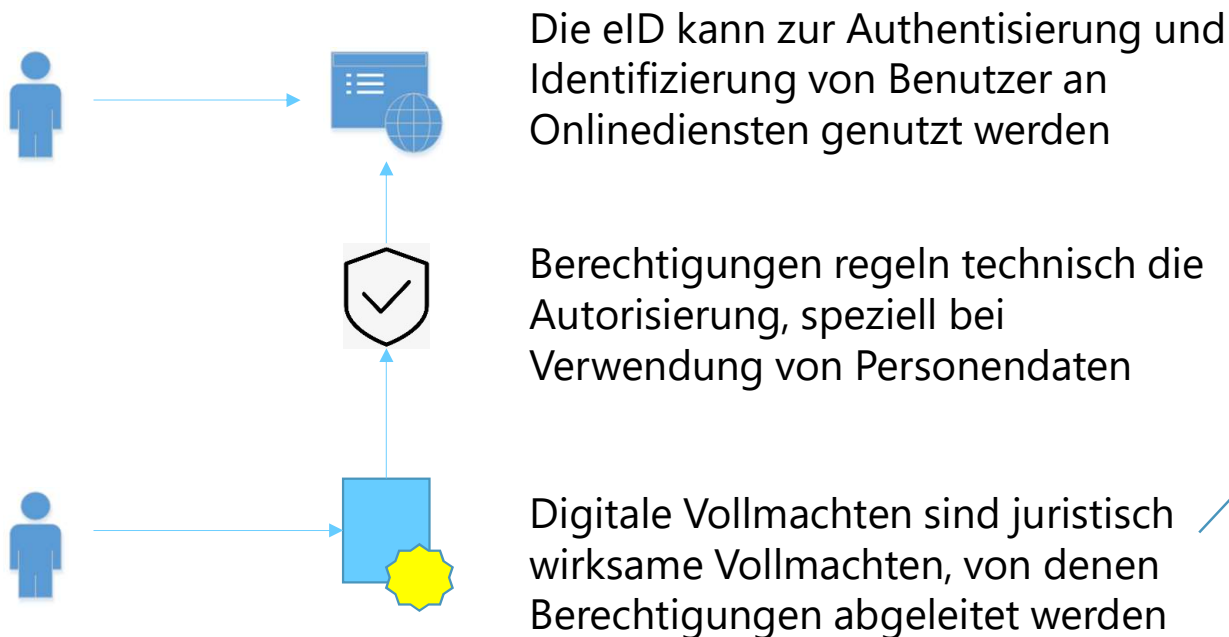 Die eID kann zur Authentisierung und
Identifizierung von Benutzer an
Onlinediensten genutzt werden
Berechtigungen regeln technisch die
Autorisierung, speziell bei
Verwendung von Personendaten
Digitale Vollmachten sind juristisch
wirksame Vollmachten, von denen
Berechtigungen abgeleitet werden